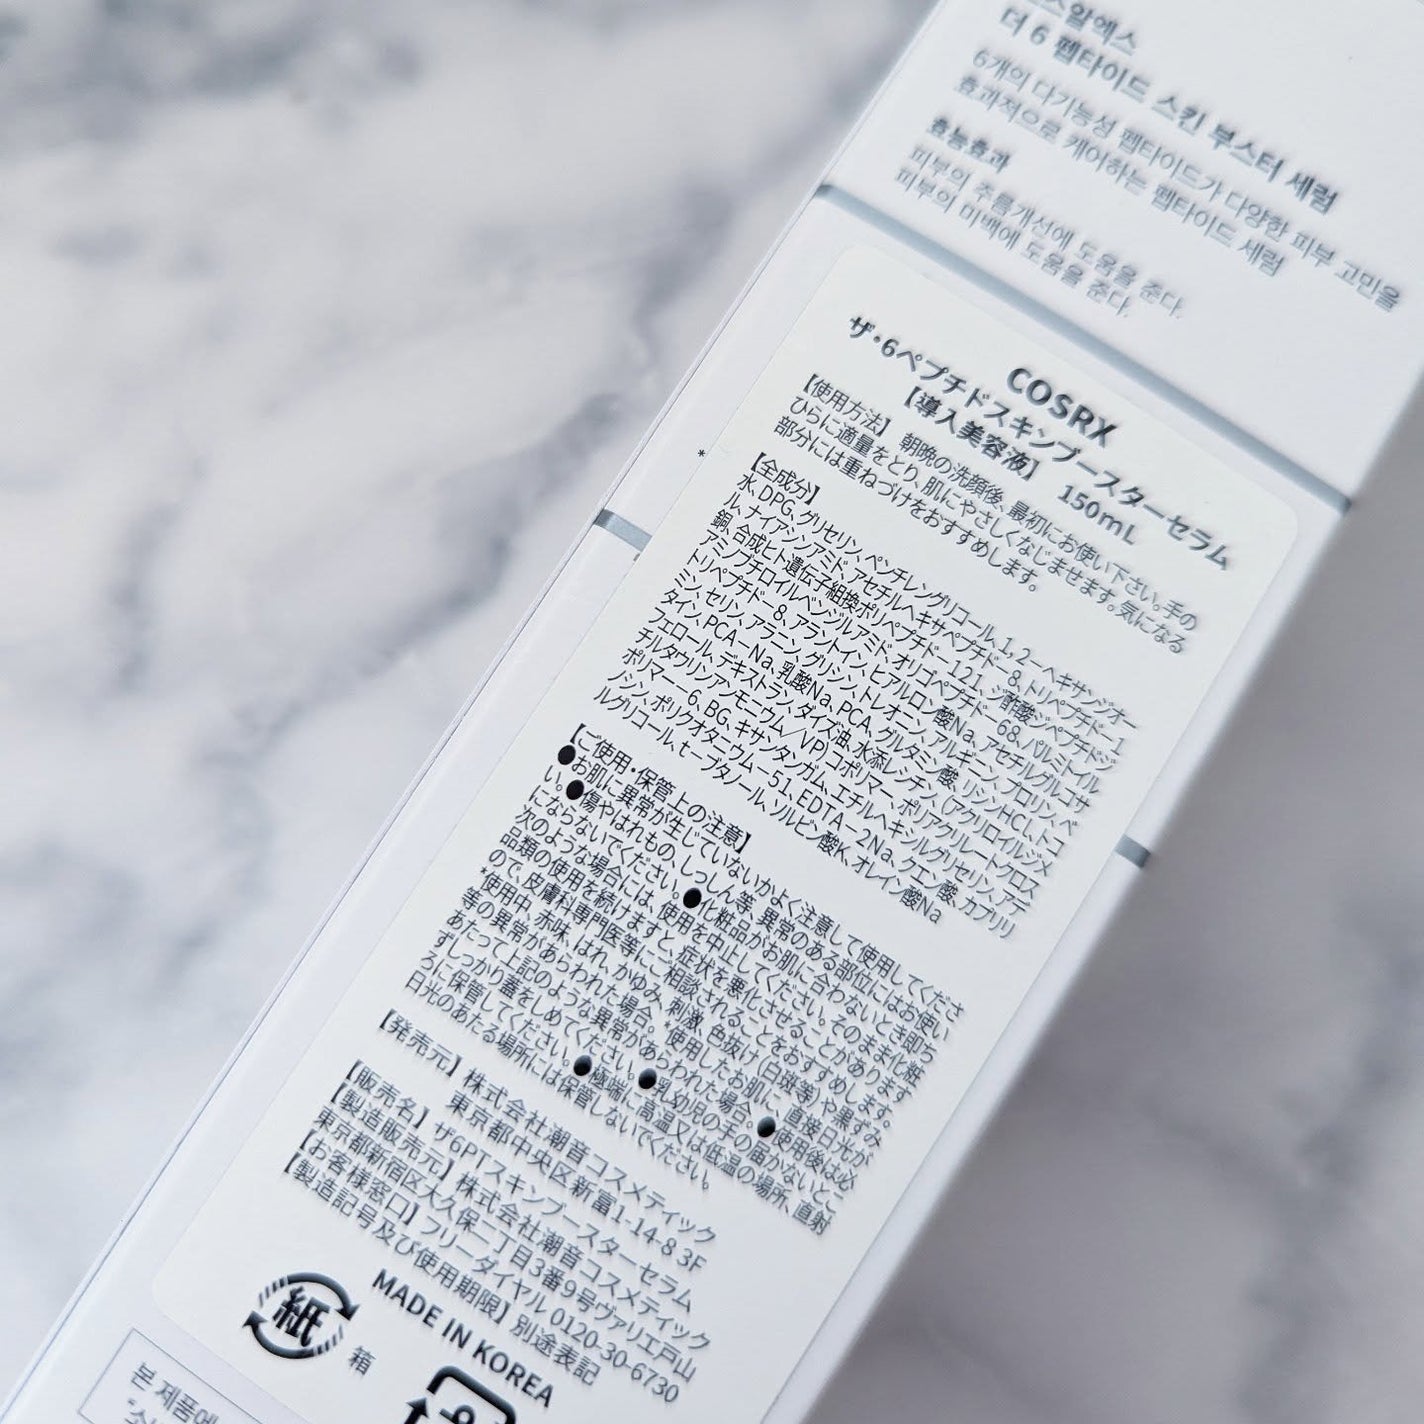 더 6 펩타이드 스킨 부스터 세럼
6개의 다기능성 펩타이드가 다양한 피부 고민을
효과적으로 케어하는 펩타이드 세럼
효능효과
피부의 주름개선에 도움을 준다.
피부의 미백에 도움을 준다.
COSRX
ザ・6ペプチドスキンブースターセラム
【導入美容液】 150mL
【使用方法】 朝晩の洗顔後、最初にお使い下さい。手の
ひらに適量をとり、肌にやさしくなじませます。気になる
部分には重ねづけをおすすめします。
*
【全成分】
水、DPG、グリセリン、ペンチレングリコール、1,2-ヘキサンジオー
ル、ナイアシンアミド、アセチルヘキサペプチド-8、トリペプチド-1
銅、合成ヒト遺伝子組換ポリペプチド-121、ジ酢酸ジペプチドジ
アミノブチロイルベンジルアミド、オリゴペプチド-68、パルミトイル
トリペプチド-8、アラントイン、ヒアルロン酸Na、アセチルグルコサ
ミン、セリン、アラニン、グリシン、トレオニン、アルギニン、プロリン、ベ
タイン、PCA-Na、乳酸Na、PCA、グルタミン酸、リシンHCl、トコ
フェロール、デキストラン、ダイズ油、水添レシチン、(アクリロイルジメ
チルタウリンアンモニウム/VP)コポリマー、ポリアクリレートクロス
ポリマー-6、BG、キサンタンガム、エチルヘキシルグリセリン、アデ
ノシン、ポリクオタニウム-51、EDTA-2Na、クエン酸、カプリリ
ルグリコール、t-ブタノール、ソルビン酸K、オレイン酸Na
【ご使用・保管上の注意】
●お肌に異常が生じていないかよく注意して使用してくださ
い。●傷やはれもの、しっしん等、異常のある部位にはお使い
にならないでください。●化粧品がお肌に合わないとき即ち
次のような場合には、使用を中止してください。そのまま化粧
品類の使用を続けますと、症状を悪化させることがあります
ので、皮膚科専門医等にご相談されることをおすすめします。
*使用中、赤味、はれ、かゆみ、刺激、色抜け(白斑等)や黒ずみ
等の異常があらわれた場合。*使用したお肌に、直接日光が
あたって上記のような異常があらわれた場合。●使用後は必
ずしっかり蓋をしめてください。●乳幼児の手の届かないとこ
ろに保管してください。●極端に高温又は低温の場所、直射
日光のあたる場所には保管しないでください。
【発売元】 株式会社潮音コスメティック
東京都中央区新富1-14-8 3F
【販売名】 ザ6PTスキンブースターセラム
【製造販売元】 株式会社潮音コスメティック
東京都新宿区大久保二丁目3番9号ヴァリエ戸山
【お客様窓口】 フリーダイヤル 0120-30-6730
【製造記号及び使用期限】 別途表記
MADE IN KOREA
紙
箱
본 제품에